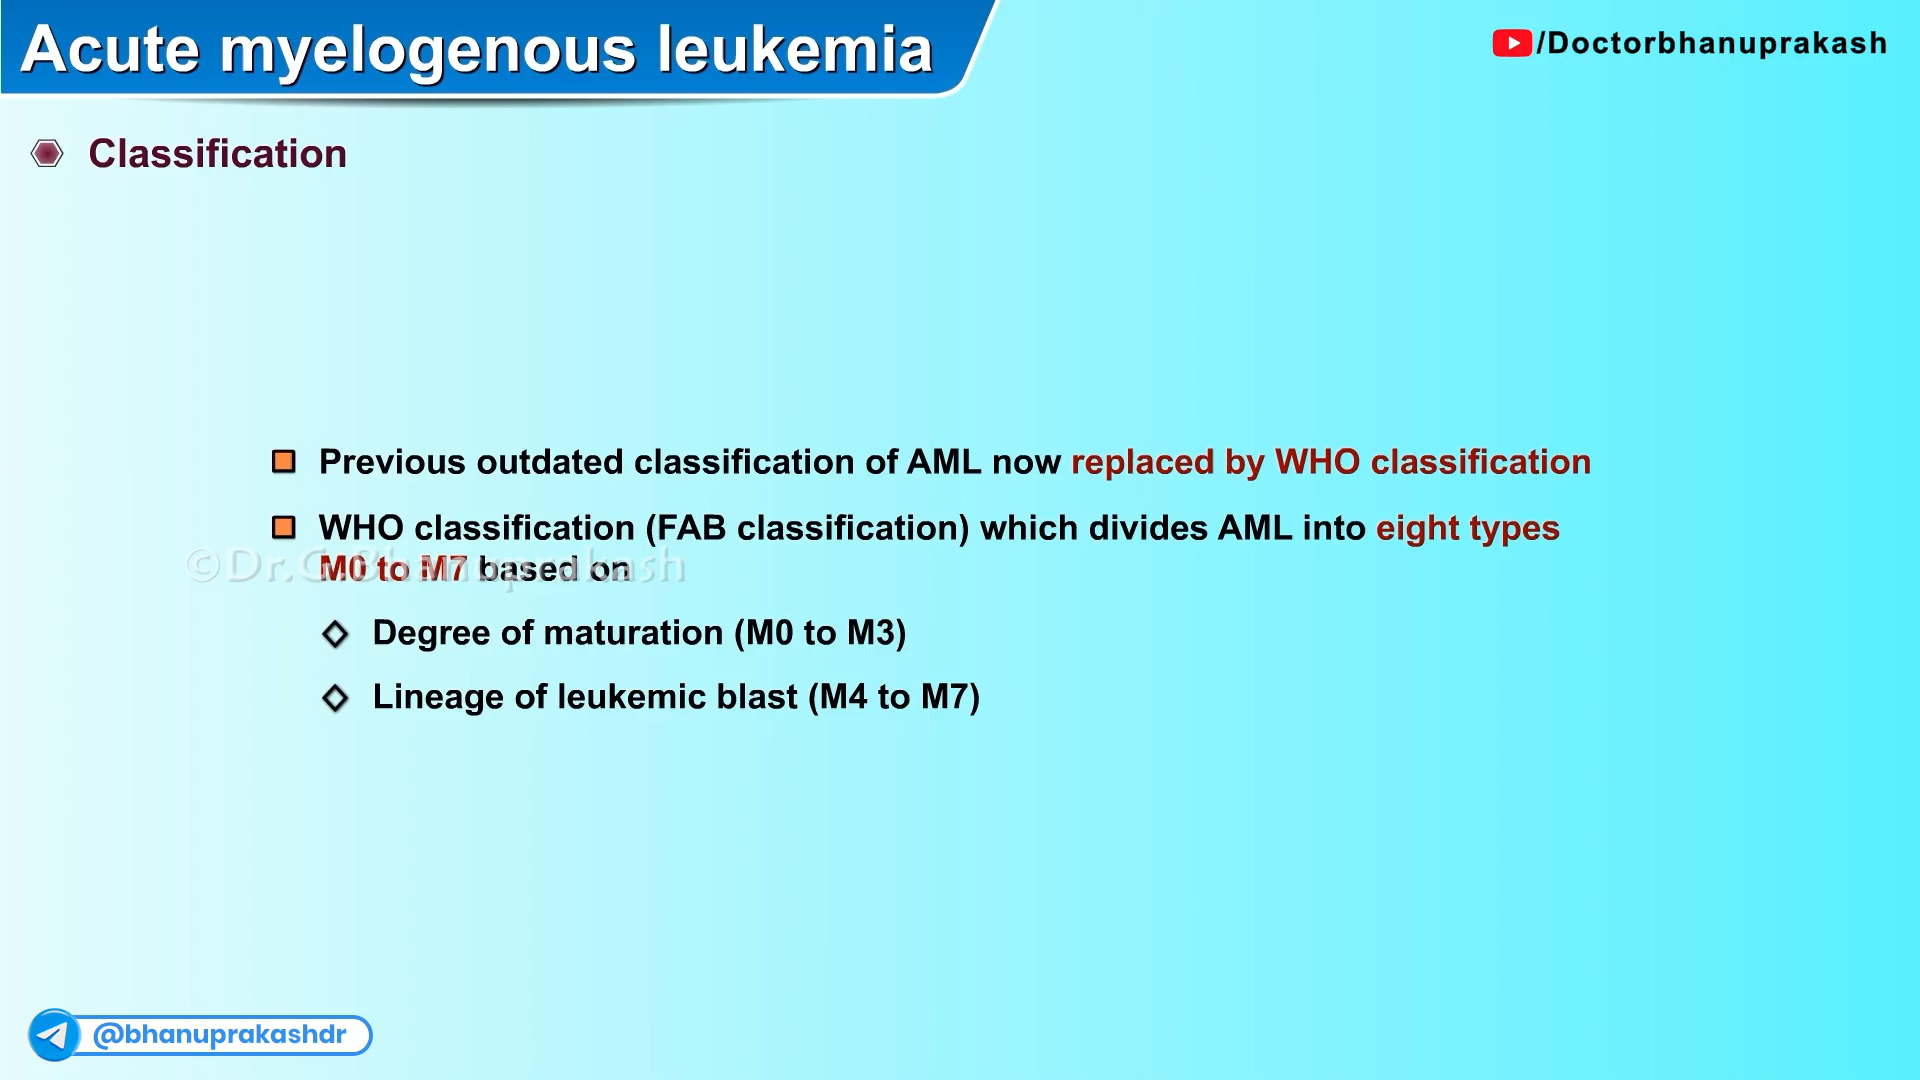 Acute myelogenous leukemia
/Doctorbhanuprakash
Classification
Previous outdated classification of AML now replaced by WHO classification
WHO classification (FAB classification) which divides AML into eight types
M0 to M7 based on
©Dr.G.Bhanuprakash
Degree of maturation (M0 to M3)
Lineage of leukemic blast (M4 to M7)
@bhanuprakashdr